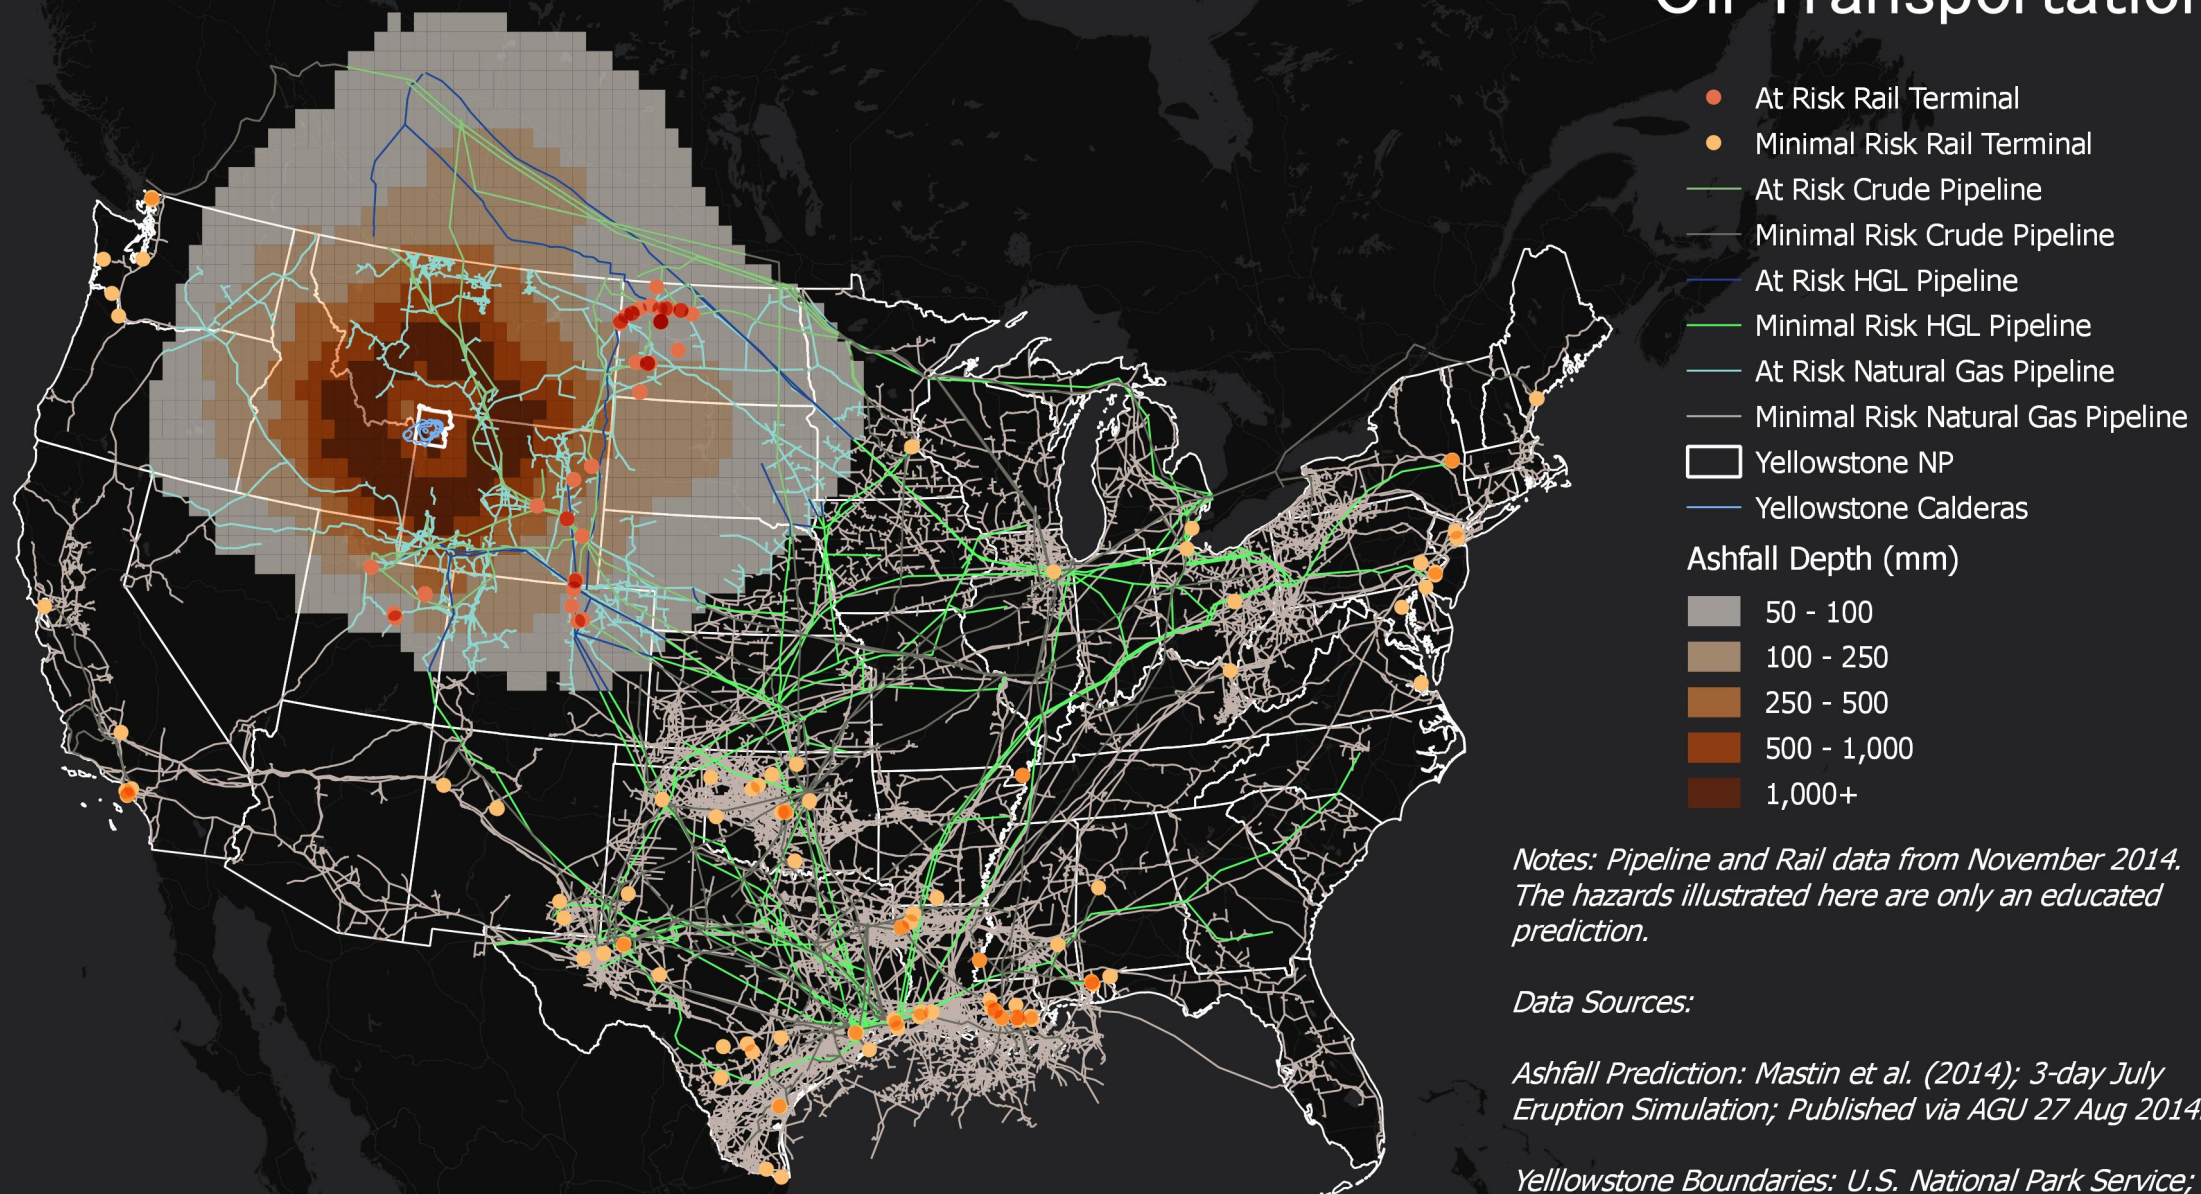 Oil Transportation
At Risk Rail Terminal
Minimal Risk Rail Terminal
At Risk Crude Pipeline
Minimal Risk Crude Pipeline
At Risk HGL Pipeline
Minimal Risk HGL Pipeline
At Risk Natural Gas Pipeline
Minimal Risk Natural Gas Pipeline
Yellowstone NP
Yellowstone Calderas
Ashfall Depth (mm)
50 - 100
100 - 250
250 - 500
500 - 1,000
1,000+
Notes: Pipeline and Rail data from November 2014.
The hazards illustrated here are only an educated
prediction.
Data Sources:
Ashfall Prediction: Mastin et al. (2014); 3-day July
Eruption Simulation; Published via AGU 27 Aug 2014.
Yelllowstone Boundaries: U.S. National Park Service;